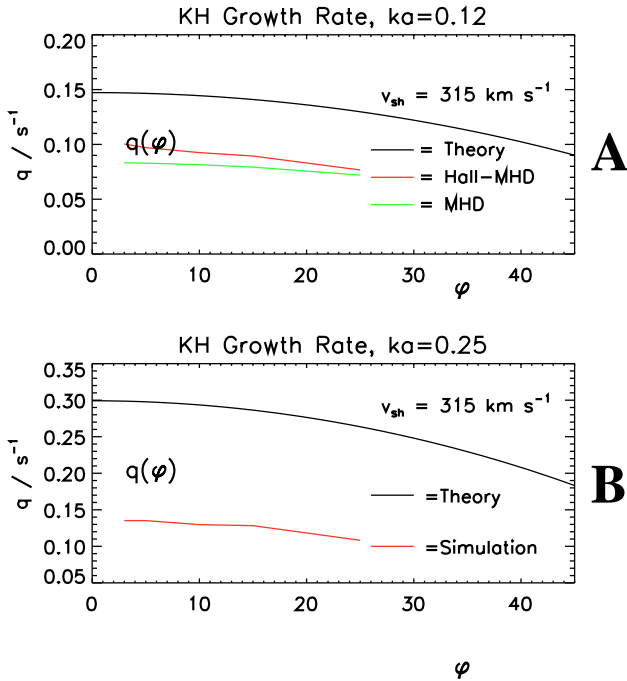 KH Growth Rate, ka=0.12
0.20
0.15
0.10
0.05
0.00
q / s⁻¹
v_sh = 315 km s⁻¹
q(φ)
= Theory
= Hall-MHD
= MHD
A
0 10 20 30 40
φ
KH Growth Rate, ka=0.25
0.35
0.30
0.25
0.20
0.15
0.10
0.05
q / s⁻¹
v_sh = 315 km s⁻¹
q(φ)
=Theory
=Simulation
B
0 10 20 30 40
φ